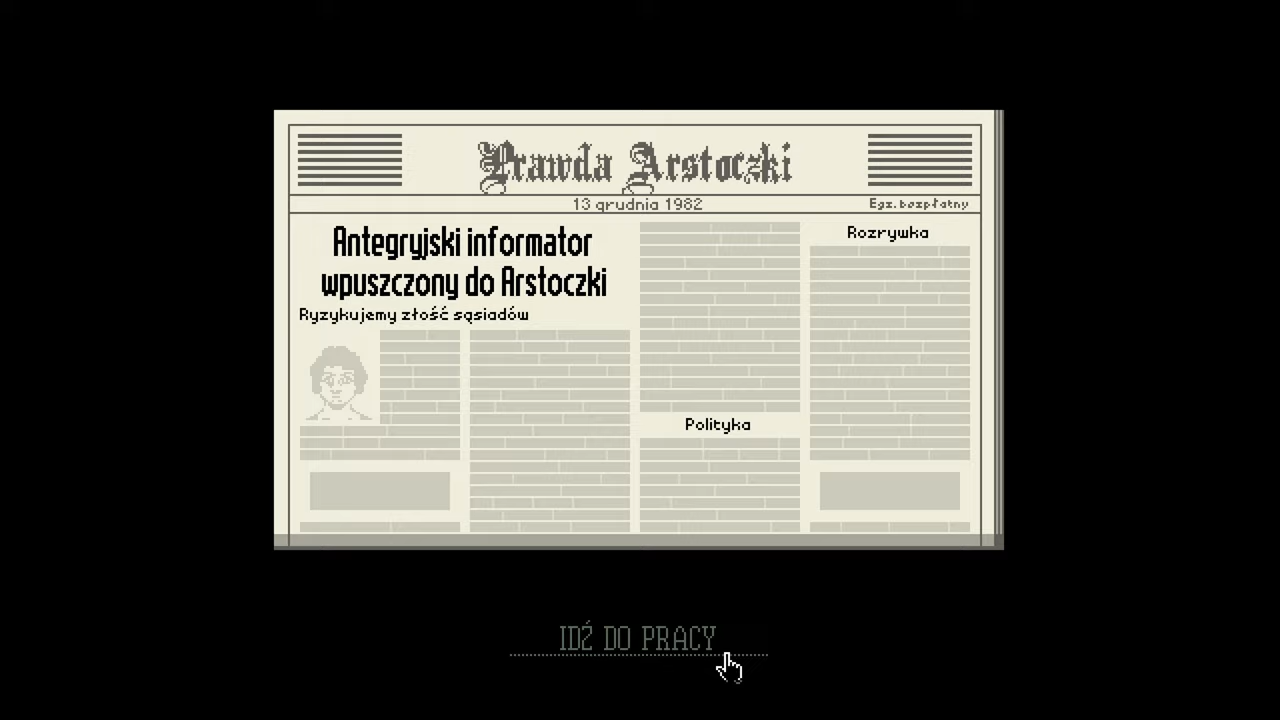 Prawda Arstoczki
13 grudnia 1982
Egz. bezpłatny
Antegryjski informator
wpuszczony do Arstoczki
Ryzykujemy złość sąsiadów
Polityka
Rozrywka
IDŹ DO PRACY